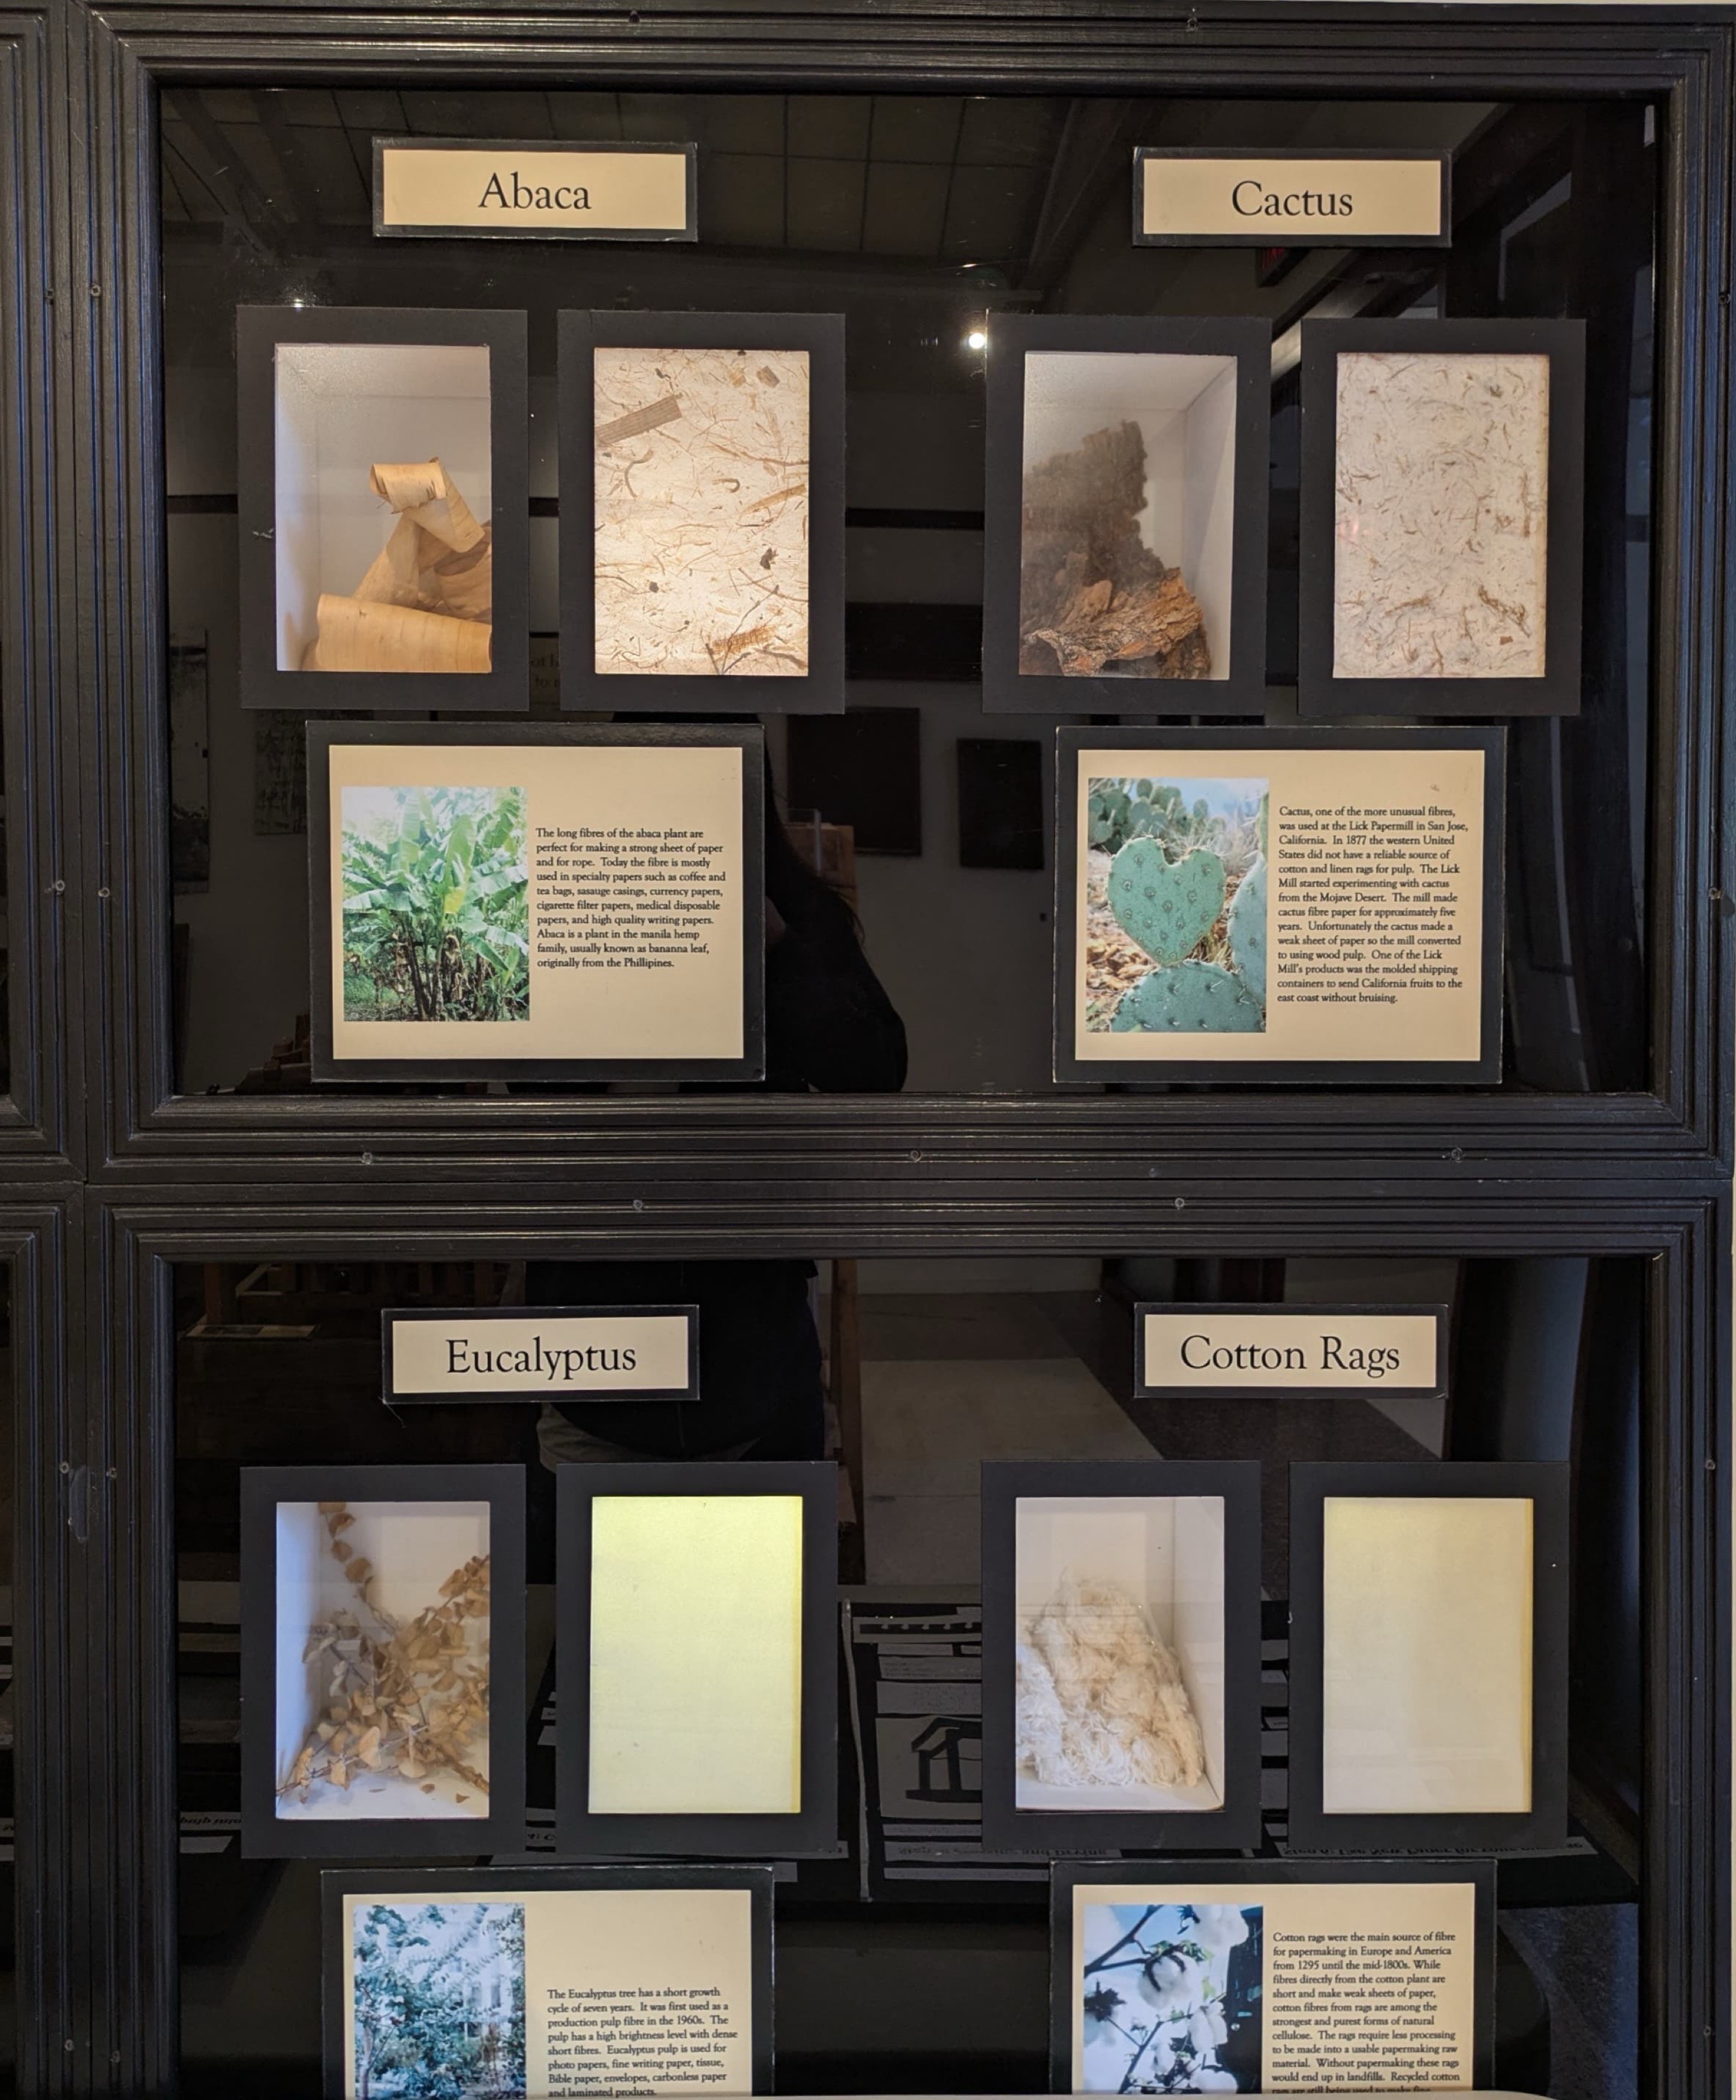 Abaca
Cactus
The long fibres of the abaca plant are
perfect for making a strong sheet of paper
and for rope. Today the fibre is mostly
used in specialty papers such as coffee and
tea bags, sasauge casings, currency papers,
cigarette filter papers, medical disposable
papers, and high quality writing papers.
Abaca is a plant in the manila hemp
family, usually known as bananna leaf,
originally from the Phillipines.
Cactus, one of the more unusual fibres,
was used at the Lick Papermill in San Jose,
California. In 1877 the western United
States did not have a reliable source of
cotton and linen rags for pulp. The Lick
Mill started experimenting with cactus
from the Mojave Desert. The mill made
cactus fibre paper for approximately five
years. Unfortunately the cactus made a
weak sheet of paper so the mill converted
to using wood pulp. One of the Lick
Mill's products was the molded shipping
containers to send California fruits to the
east coast without bruising.
Eucalyptus
Cotton Rags
The Eucalyptus tree has a short growth
cycle of seven years. It was first used as a
production pulp fibre in the 1960s. The
pulp has a high brightness level with dense
short fibres. Eucalyptus pulp is used for
photo papers, fine writing paper, tissue,
Bible paper, envelopes, carbonless paper
and laminated products.
Cotton rags were the main source of fibre
for papermaking in Europe and America
from 1295 until the mid-1800s. While
fibres directly from the cotton plant are
short and make weak sheets of paper,
cotton fibres from rags are among the
strongest and purest forms of natural
cellulose. The rags require less processing
to be made into a usable papermaking raw
material. Without papermaking these rags
would end up in landfills. Recycled cotton
rags are still being used to make fine